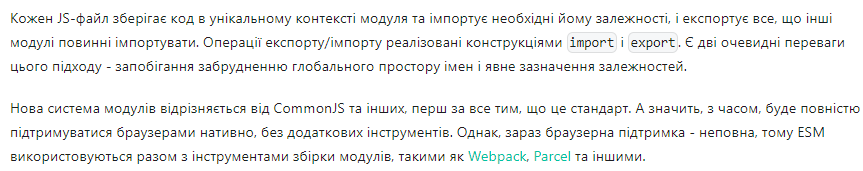 Кожен JS-файл зберігає код в унікальному контексті модуля та імпортує необхідні йому залежності, і експортує все, що інші
модулі повинні імпортувати. Операції експорту/імпорту реалізовані конструкціями import і export. Є дві очевидні переваги
цього підходу - запобігання забрудненню глобального простору імен і явне зазначення залежностей.
Нова система модулів відрізняється від CommonJS та інших, перш за все тим, що це стандарт. А значить, з часом, буде повністю
підтримуватися браузерами нативно, без додаткових інструментів. Однак, зараз браузерна підтримка - неповна, тому ESM
використовуються разом з інструментами збірки модулів, такими як Webpack, Parcel та іншими.